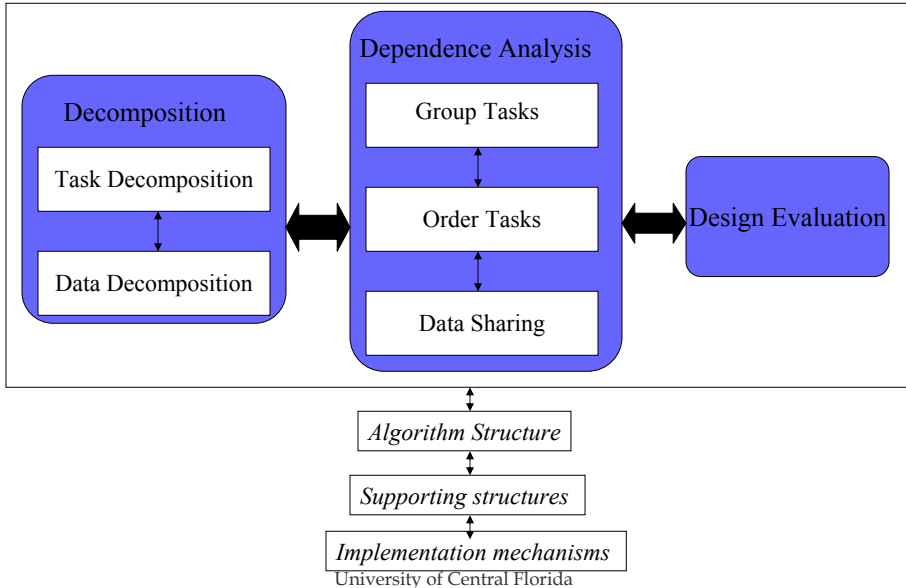 Decomposition
Task Decomposition
Data Decomposition
Dependence Analysis
Group Tasks
Order Tasks
Data Sharing
Design Evaluation
Algorithm Structure
Supporting structures
Implementation mechanisms
University of Central Florida